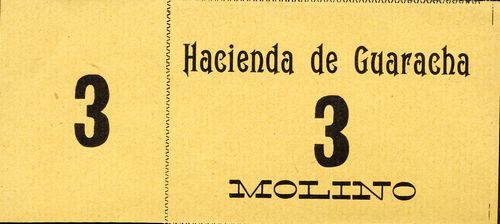 3
Hacienda de Guaracha
3
MOLINO